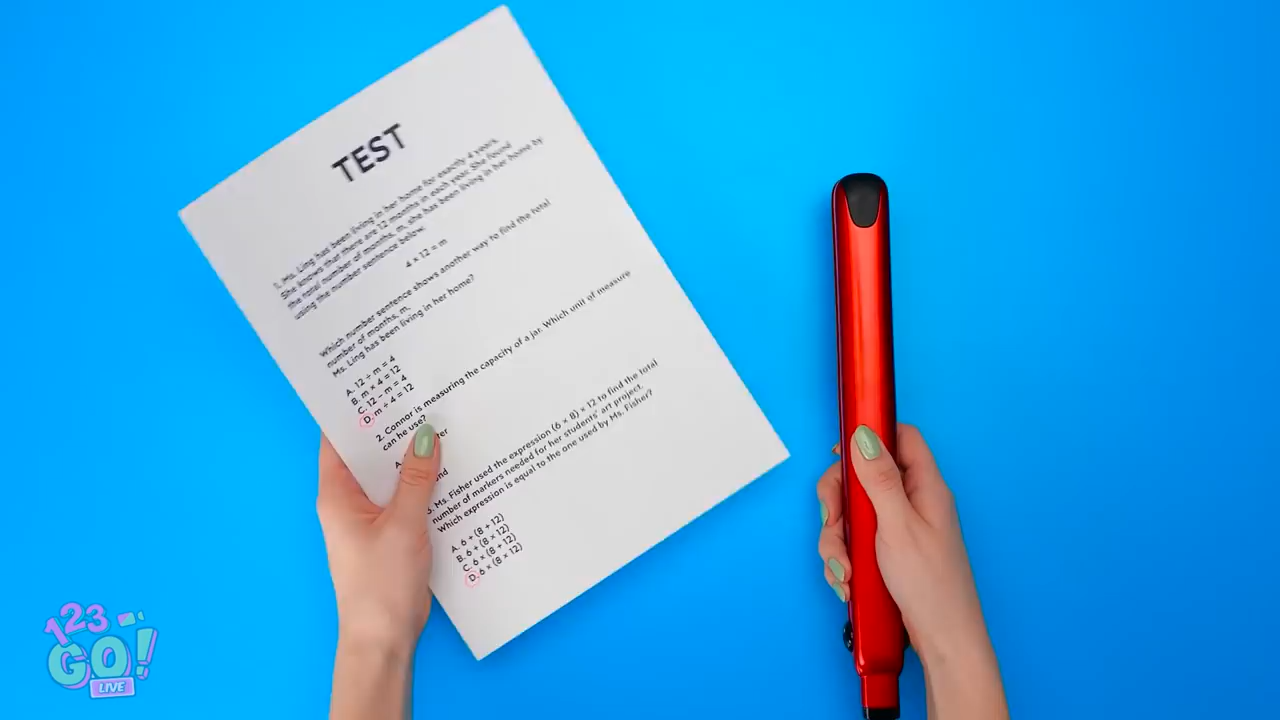 TEST
1. Ms. Ling has been living in her home for exactly 4 years.
She knows that there are 12 months in each year. She found
the total number of months, m, she has been living in her home by
using the number sentence below.
4 × 12 = m
Which number sentence shows another way to find the total
number of months, m,
Ms. Ling has been living in her home?
A. 12 ÷ m = 4
B. m × 4 = 12
C. 12 − m = 4
D. m ÷ 4 = 12
2. Connor is measuring the capacity of a jar. Which unit of measure
can he use?
A.
Ms. Fisher used the expression (6 × 8) × 12 to find the total
number of markers needed for her students' art project.
Which expression is equal to the one used by Ms. Fisher?
A. 6 + (8 + 12)
B. 6 + (8 × 12)
C. 6 × (8 + 12)
D. 6 × (8 × 12)
123
GO!
LIVE